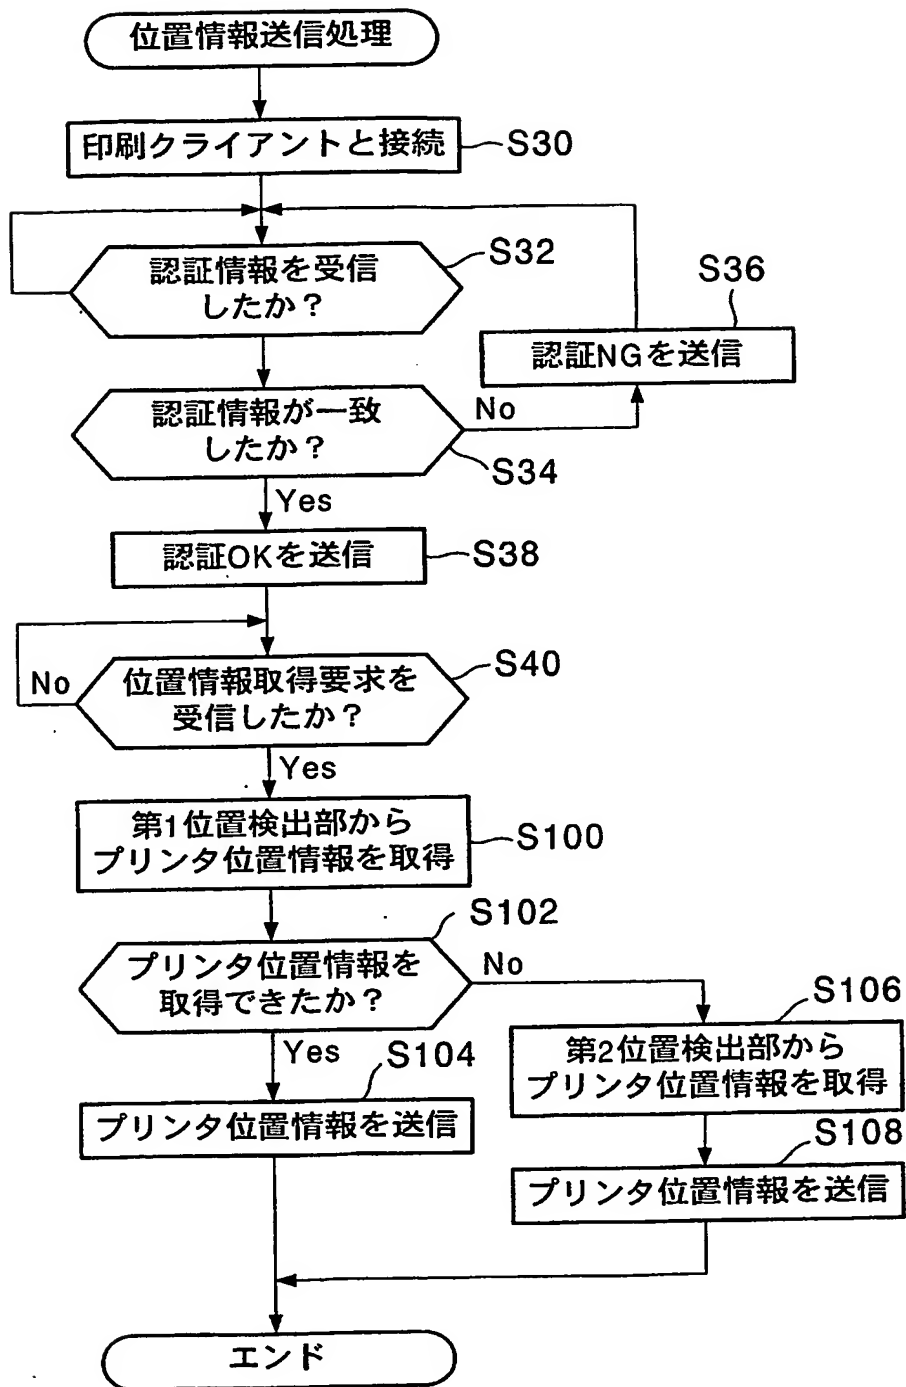 位置情報送信処理
印刷クライアントと接続
S30
認証情報を受信
したか？
S32
S36
認証NGを送信
認証情報が一致
したか？
No
S34
Yes
認証OKを送信
S38
No
位置情報取得要求を
受信したか？
S40
Yes
第1位置検出部から
プリンタ位置情報を取得
S100
S102
プリンタ位置情報を
取得できたか？
No
S106
第2位置検出部から
プリンタ位置情報を取得
Yes
S104
プリンタ位置情報を送信
S108
プリンタ位置情報を送信
エンド